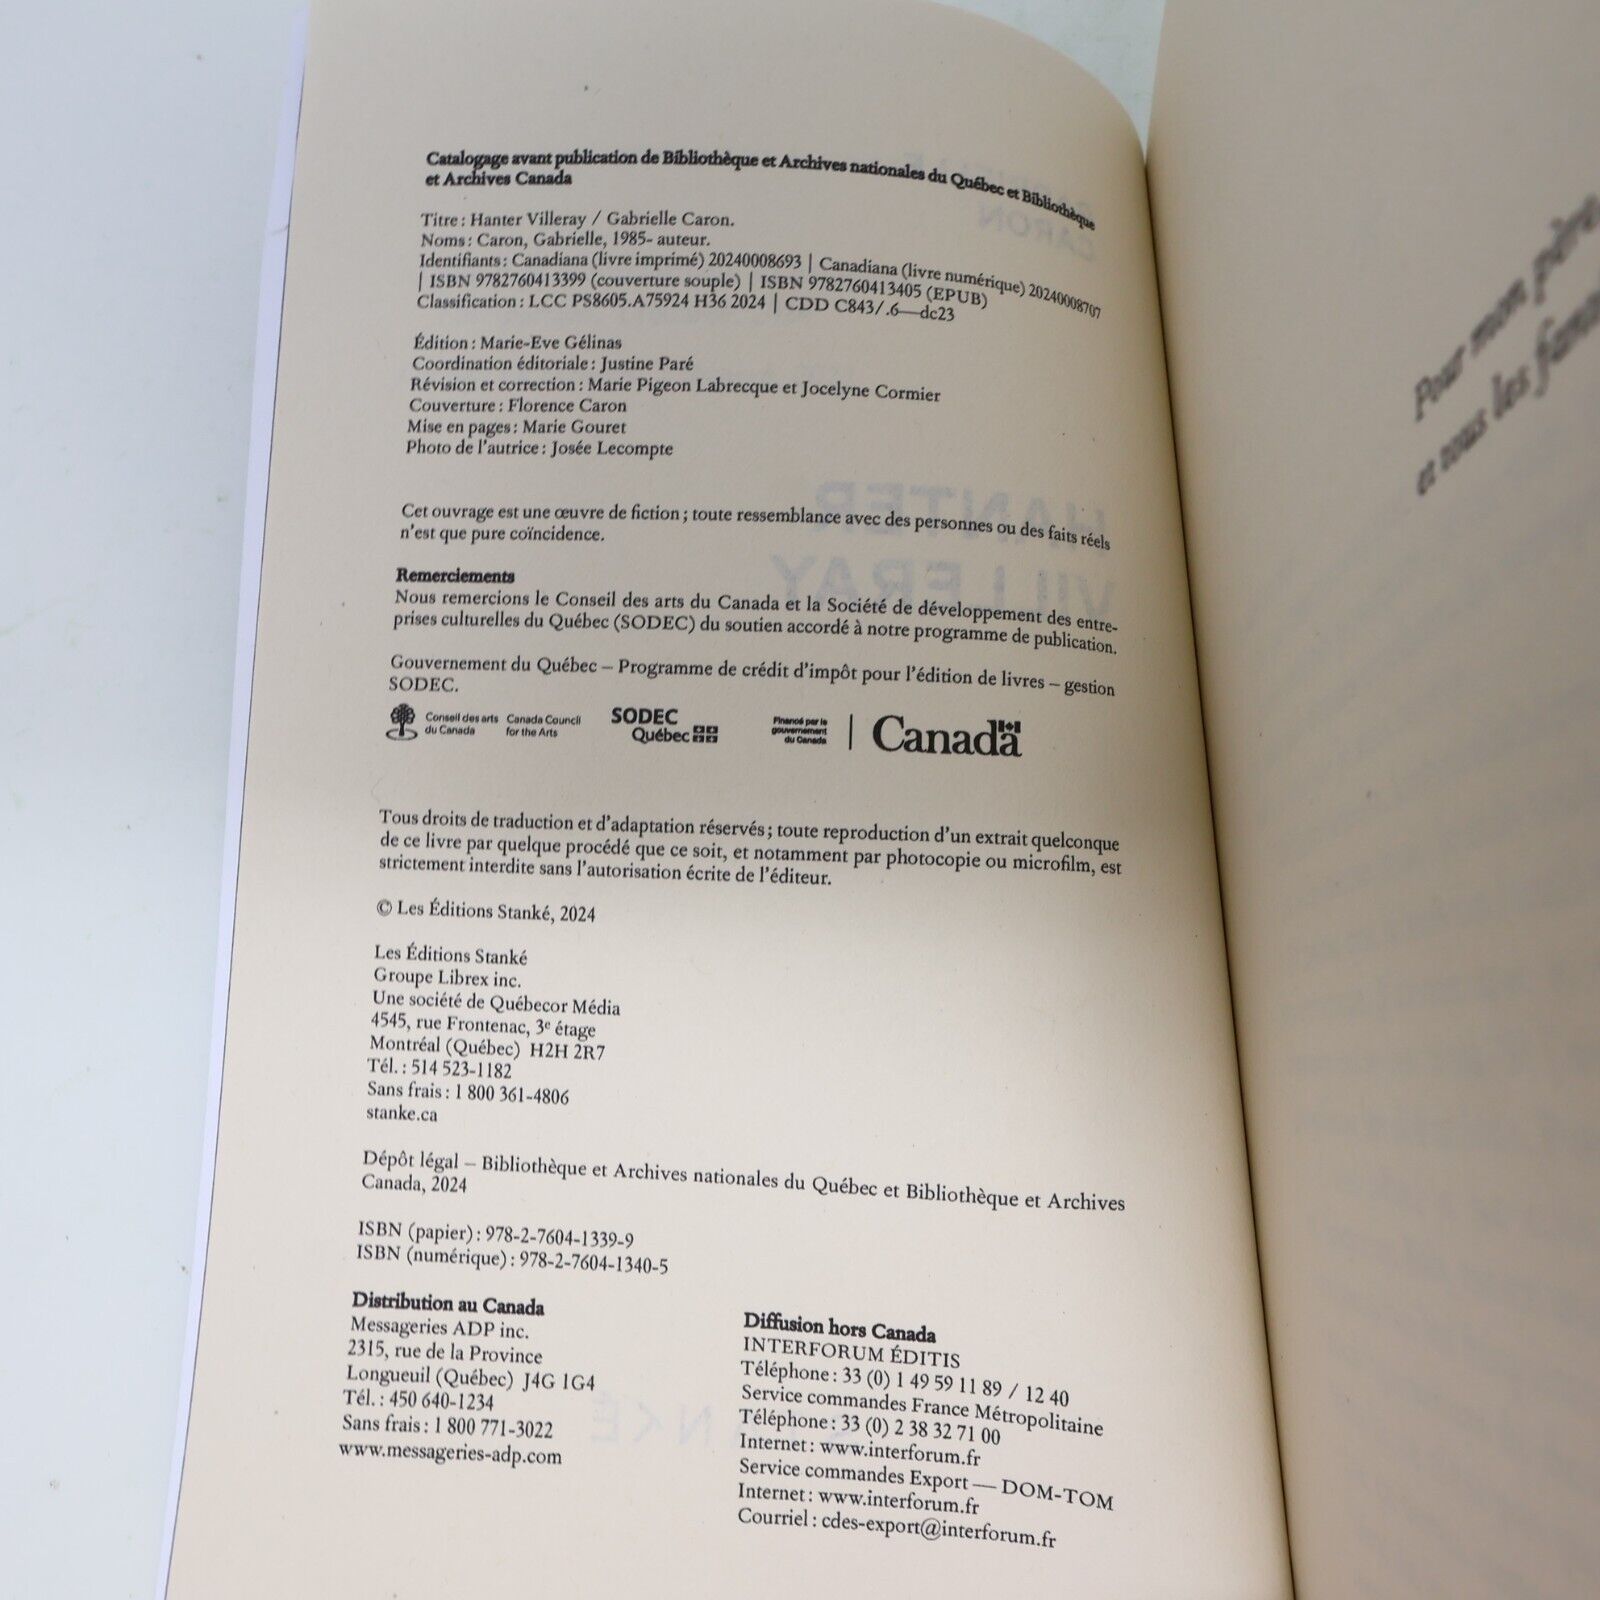 Catalogage avant publication de Bibliothèque et Archives nationales du Québec et Bibliothèque
et Archives Canada
Titre : Hanter Villeray / Gabrielle Caron.
Noms : Caron, Gabrielle, 1985- auteur.
Identifiants : Canadiana (livre imprimé) 20240008693 | Canadiana (livre numérique) 20240008707
| ISBN 9782760413399 (couverture souple) | ISBN 9782760413405 (EPUB)
Classification : LCC PS8605.A75924 H36 2024 | CDD C843/.6—dc23
Édition : Marie-Eve Gélinas
Coordination éditoriale : Justine Paré
Révision et correction : Marie Pigeon Labrecque et Jocelyne Cormier
Couverture : Florence Caron
Mise en pages : Marie Gouret
Photo de l'autrice : Josée Lecompte
Cet ouvrage est une œuvre de fiction ; toute ressemblance avec des personnes ou des faits réels
n'est que pure coïncidence.
Remerciements
Nous remercions le Conseil des arts du Canada et la Société de développement des entre-
prises culturelles du Québec (SODEC) du soutien accordé à notre programme de publication.
Gouvernement du Québec – Programme de crédit d'impôt pour l'édition de livres – gestion
SODEC.
Conseil des arts du Canada
Canada Council for the Arts
SODEC
Québec
Financé par le
gouvernement
du Canada
Canada
Tous droits de traduction et d'adaptation réservés ; toute reproduction d'un extrait quelconque
de ce livre par quelque procédé que ce soit, et notamment par photocopie ou microfilm, est
strictement interdite sans l'autorisation écrite de l'éditeur.
© Les Éditions Stanké, 2024
Les Éditions Stanké
Groupe Librex inc.
Une société de Québecor Média
4545, rue Frontenac, 3e étage
Montréal (Québec) H2H 2R7
Tél. : 514 523-1182
Sans frais : 1 800 361-4806
stanke.ca
Dépôt légal – Bibliothèque et Archives nationales du Québec et Bibliothèque et Archives
Canada, 2024
ISBN (papier) : 978-2-7604-1339-9
ISBN (numérique) : 978-2-7604-1340-5
Distribution au Canada
Messageries ADP inc.
2315, rue de la Province
Longueuil (Québec) J4G 1G4
Tél. : 450 640-1234
Sans frais : 1 800 771-3022
www.messageries-adp.com
Diffusion hors Canada
INTERFORUM ÉDITIS
Téléphone : 33 (0) 1 49 59 11 89 / 12 40
Service commandes France Métropolitaine
Téléphone : 33 (0) 2 38 32 71 00
Internet : www.interforum.fr
Service commandes Export — DOM-TOM
Internet : www.interforum.fr
Courriel : cdes-export@interforum.fr
Pour mon père
et tous les